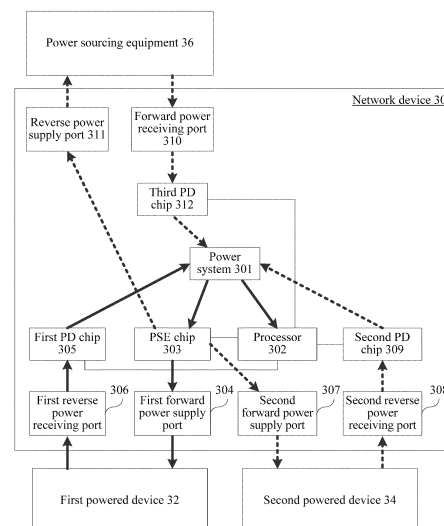 Power sourcing equipment 36
Network device 30
Reverse power
supply port 311
Forward power
receiving port
310
Third PD
chip 312
Power
system 301
First PD chip
305
PSE chip
303
Processor
302
Second PD
chip 309
First reverse
power
receiving port
306
First forward
power supply
port
304
Second
forward power
supply port
307
Second reverse
power
receiving port
308
First powered device 32
Second powered device 34